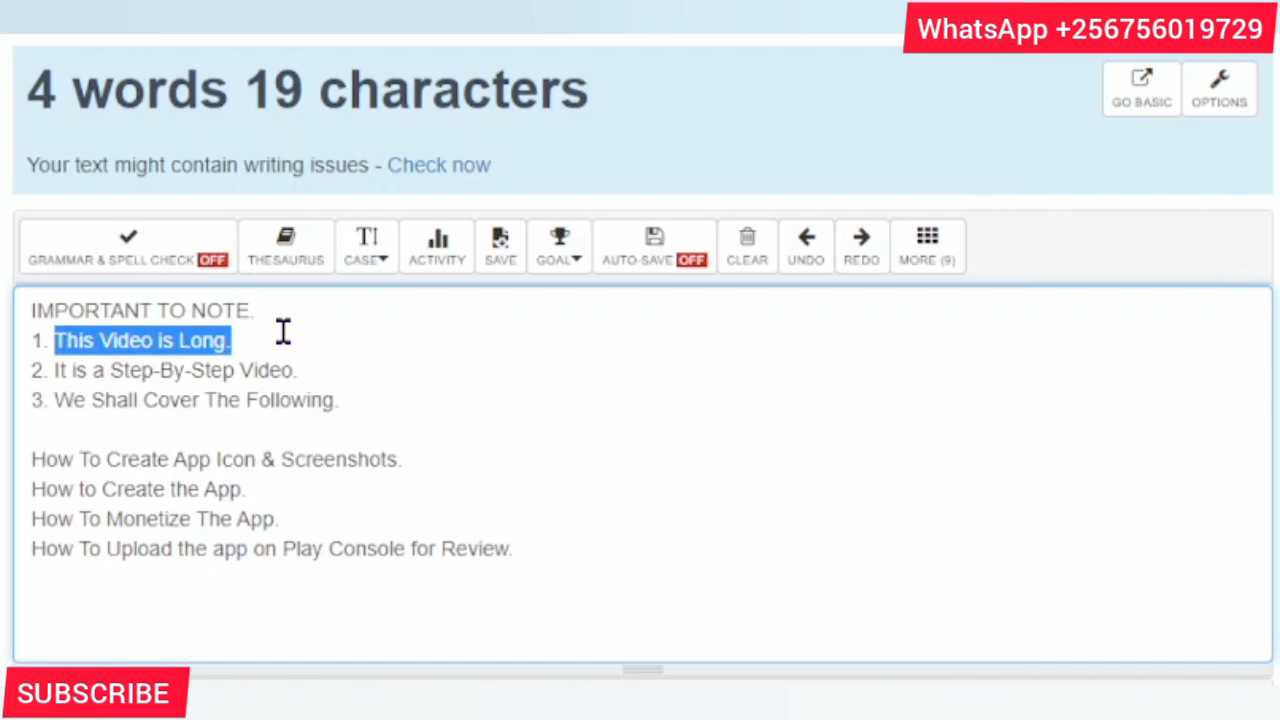 WhatsApp +256756019729
4 words 19 characters
GO BASIC
OPTIONS
Your text might contain writing issues - Check now
GRAMMAR & SPELL CHECK OFF
THESAURUS
CASE
ACTIVITY
SAVE
GOAL
AUTO-SAVE OFF
CLEAR
UNDO
REDO
MORE (9)
IMPORTANT TO NOTE.
1. This Video is Long.
2. It is a Step-By-Step Video.
3. We Shall Cover The Following.
How To Create App Icon & Screenshots.
How to Create the App.
How To Monetize The App.
How To Upload the app on Play Console for Review.
SUBSCRIBE